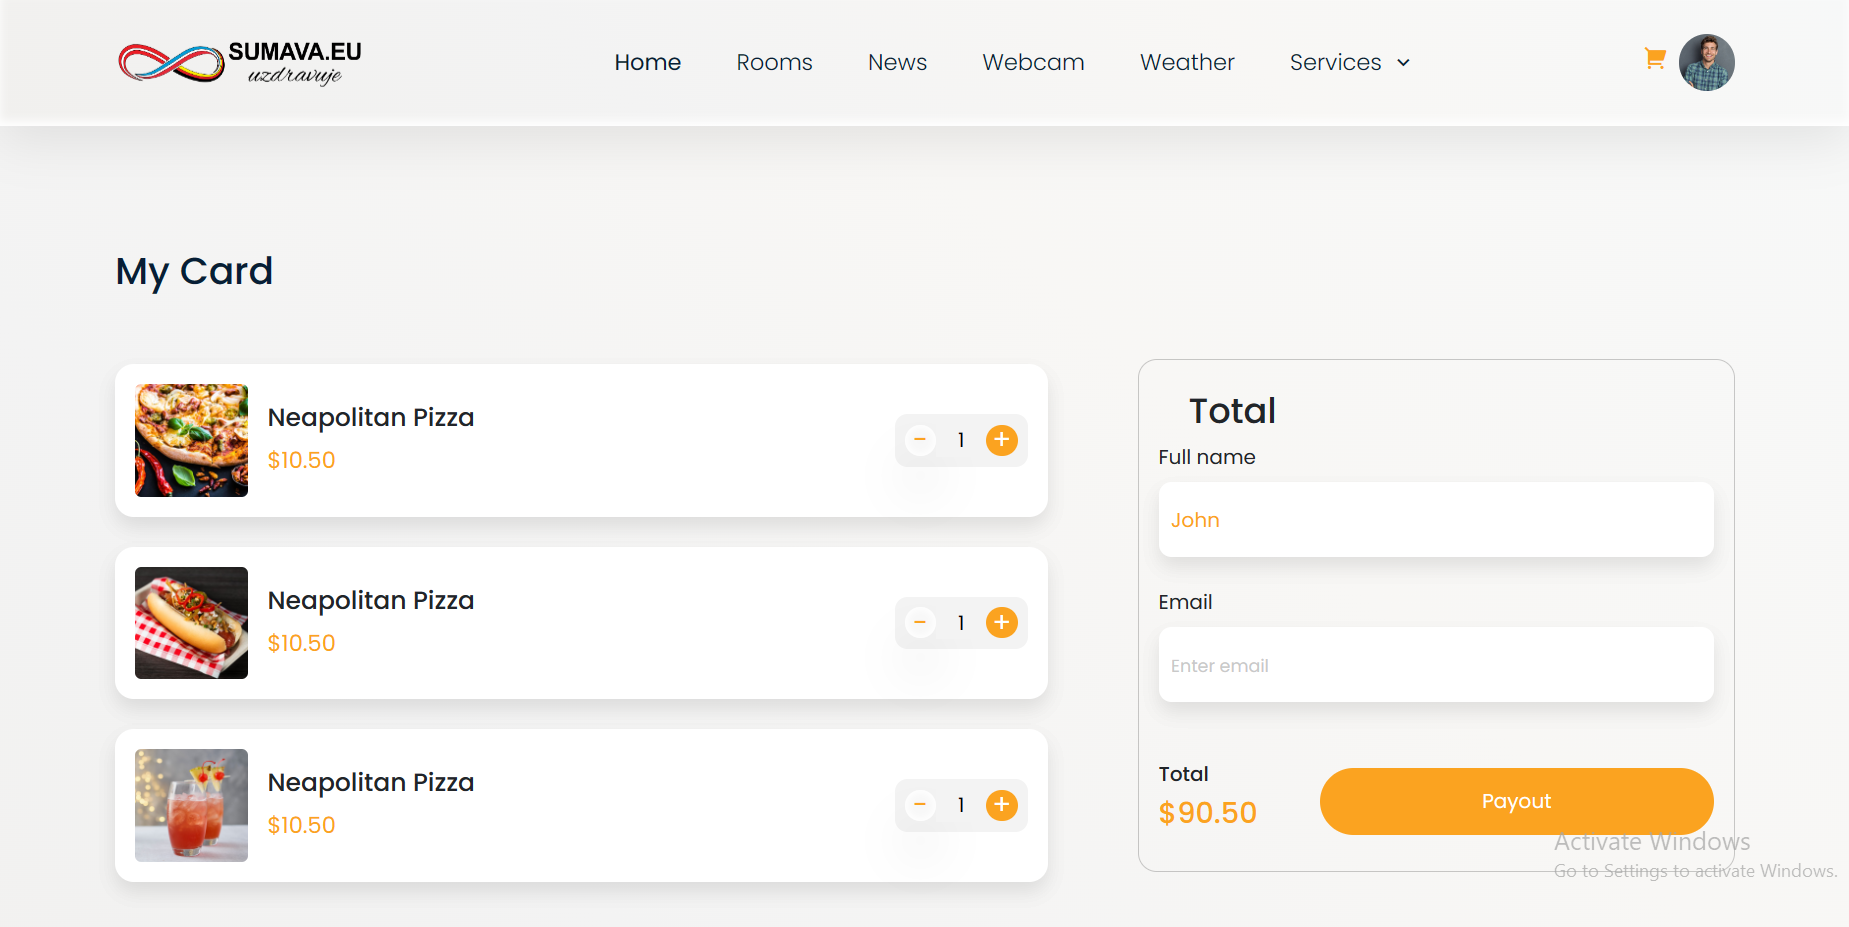 SUMAVA.EU
uzdravuje
Home Rooms News Webcam Weather Services
My Card
Neapolitan Pizza
$10.50
1
Neapolitan Pizza
$10.50
1
Neapolitan Pizza
$10.50
1
Total
Full name
John
Email
Enter email
Total
$90.50
Payout
Activate Windows
Go to Settings to activate Windows.